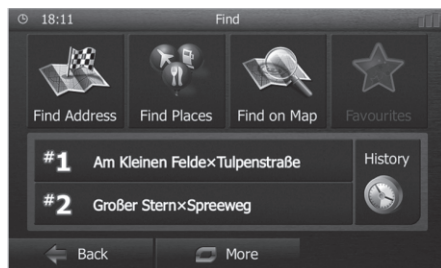 18:11 Find
Find Address Find Places Find on Map Favourites
#1 Am Kleinen Felde×Tulpenstraße History
#2 Großer Stern×Spreeweg
Back More